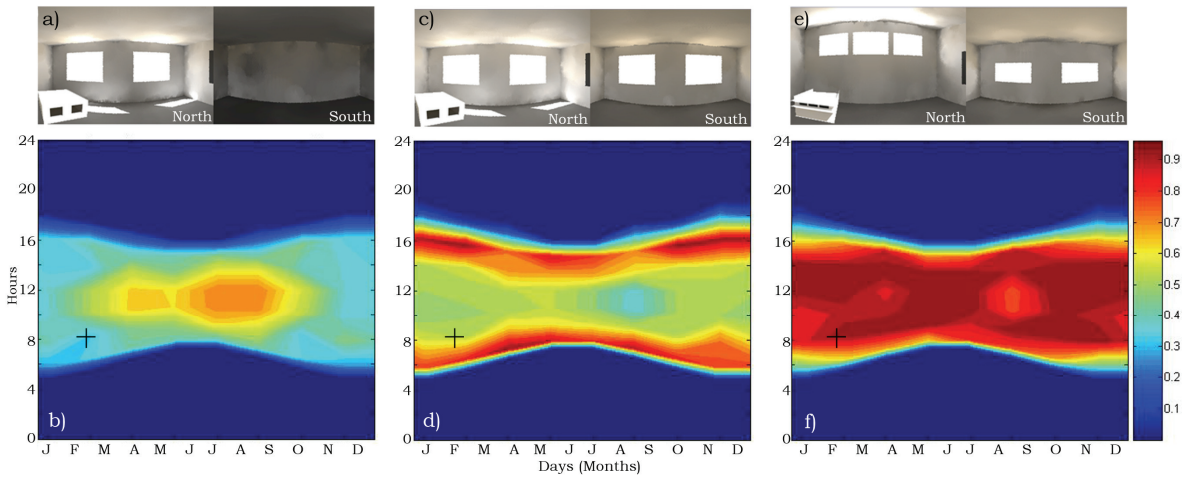 a)
North South
c)
North South
e)
North South
24
20
16
12
8
4
0
Hours
b)
J F M A M J J A S O N D
24
20
16
12
8
4
0
d)
J F M A M J J A S O N D
Days (Months)
24
20
16
12
8
4
0
f)
J F M A M J J A S O N D
0.9
0.8
0.7
0.6
0.5
0.4
0.3
0.2
0.1